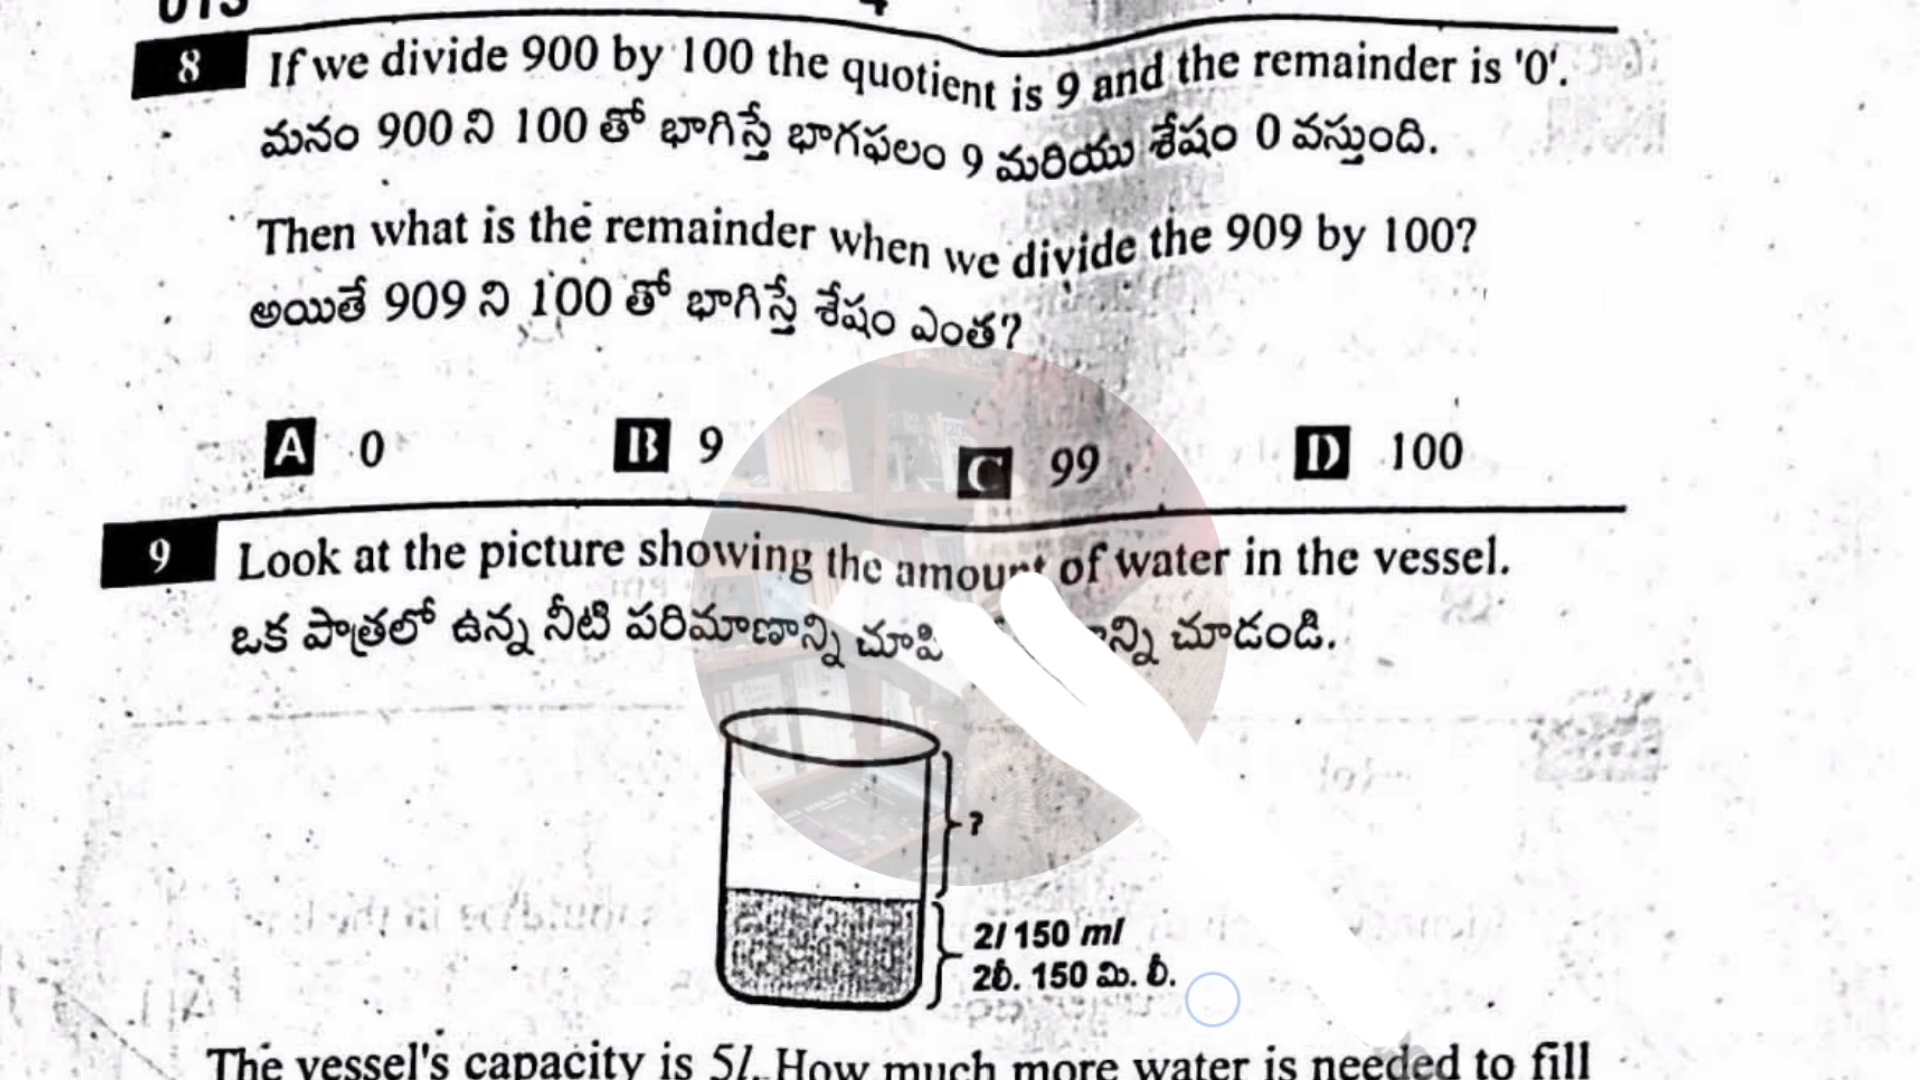 8 If we divide 900 by 100 the quotient is 9 and the remainder is '0'.
మనం 900 ని 100 తో భాగిస్తే భాగఫలం 9 మరియు శేషం 0 వస్తుంది.
Then what is the remainder when we divide the 909 by 100?
అయితే 909 ని 100 తో భాగిస్తే శేషం ఎంత?
A 0 B 9 C 99 D 100
9 Look at the picture showing the amount of water in the vessel.
ఒక పాత్రలో ఉన్న నీటి పరిమాణాన్ని చూడండి.
?
2l 150 ml
2లీ. 150 మి. లీ.
The vessel's capacity is 5l. How much more water is needed to fill